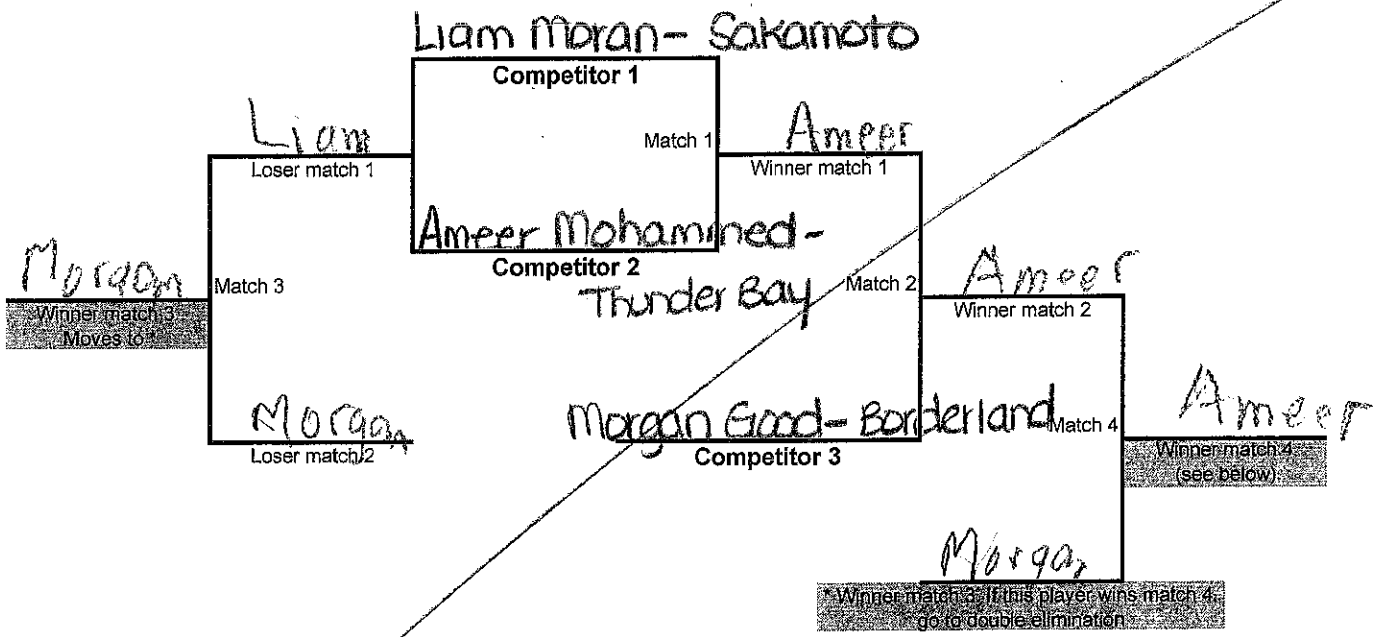 Liam Moran- Sakamoto
Competitor 1
Liam
Loser match 1
Match 1
Ameer
Winner match 1
Ameer Mohammed-
Competitor 2
Thunder Bay
Morgan
Winner match 3
Moves to *
Match 3
Match 2
Ameer
Winner match 2
Morgan
Loser match 2
Morgan Good- Borderland
Competitor 3
Match 4
Ameer
Winner match 4
(see below)
Morgan
* Winner match 3. If this player wins match 4,
go to double elimination